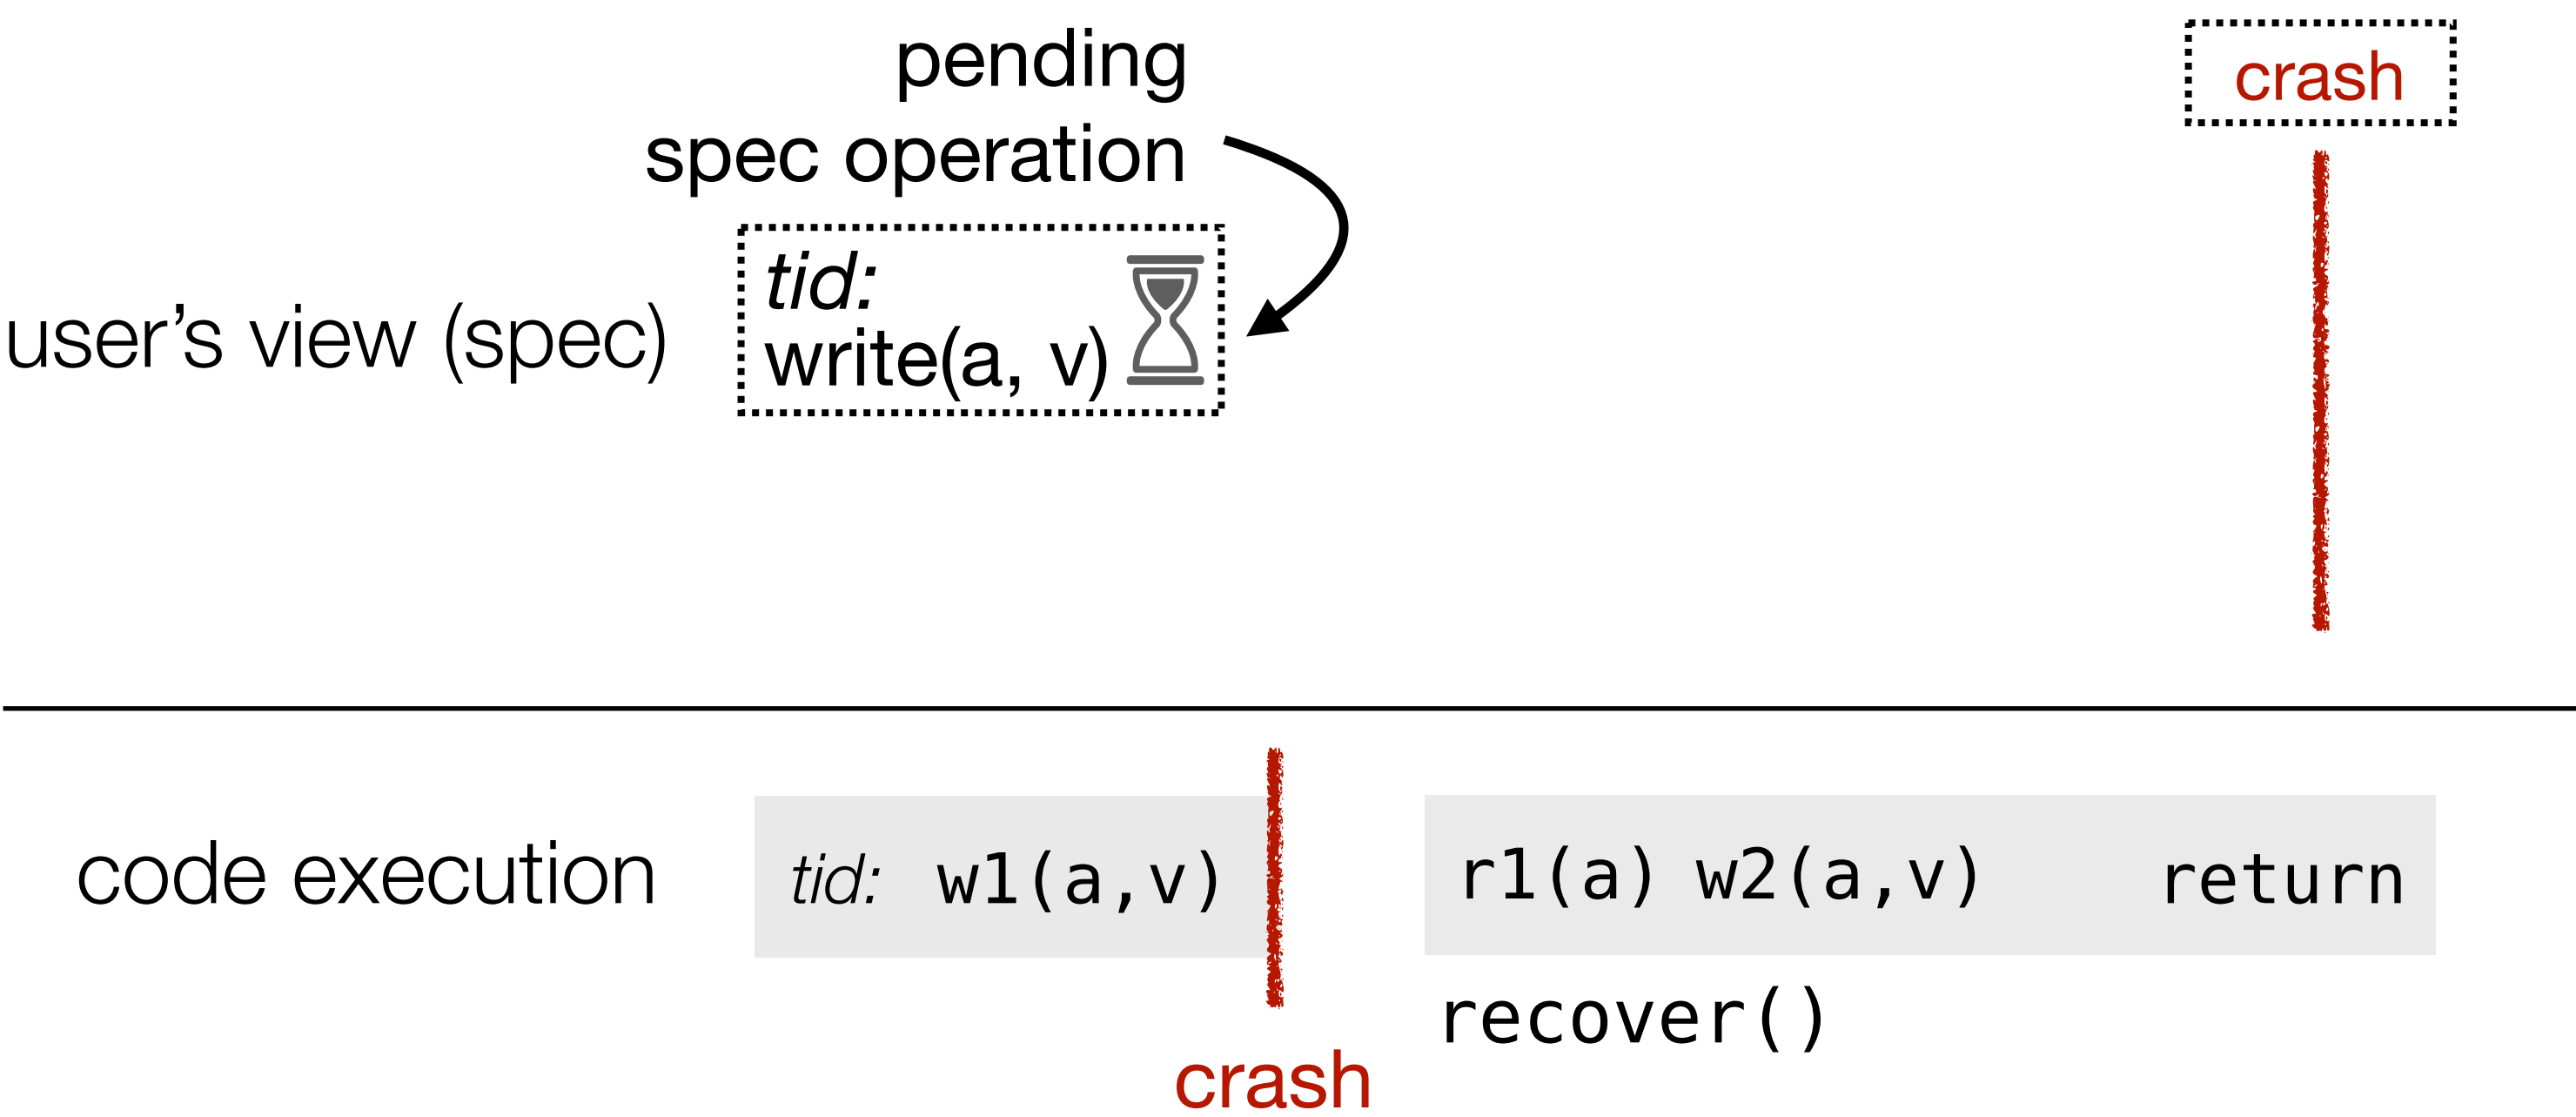 pending
spec operation
crash
user’s view (spec)
tid:
write(a, v)
code execution
tid: w1(a,v)
r1(a) w2(a,v) return
recover()
crash